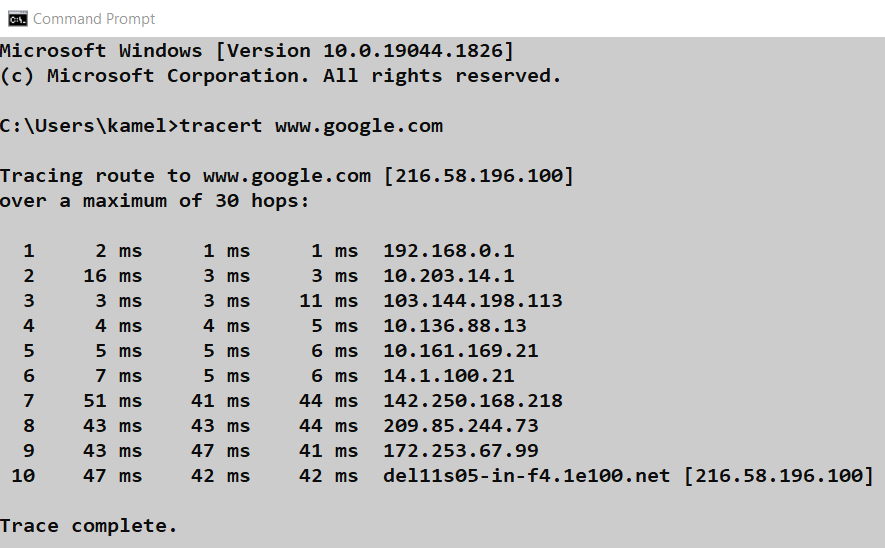 Command Prompt
Microsoft Windows [Version 10.0.19044.1826]
(c) Microsoft Corporation. All rights reserved.
C:\Users\kamel>tracert www.google.com
Tracing route to www.google.com [216.58.196.100]
over a maximum of 30 hops:
1 2 ms 1 ms 1 ms 192.168.0.1
2 16 ms 3 ms 3 ms 10.203.14.1
3 3 ms 3 ms 11 ms 103.144.198.113
4 4 ms 4 ms 5 ms 10.136.88.13
5 5 ms 5 ms 6 ms 10.161.169.21
6 7 ms 5 ms 6 ms 14.1.100.21
7 51 ms 41 ms 44 ms 142.250.168.218
8 43 ms 43 ms 44 ms 209.85.244.73
9 43 ms 47 ms 41 ms 172.253.67.99
10 47 ms 42 ms 42 ms del11s05-in-f4.1e100.net [216.58.196.100]
Trace complete.